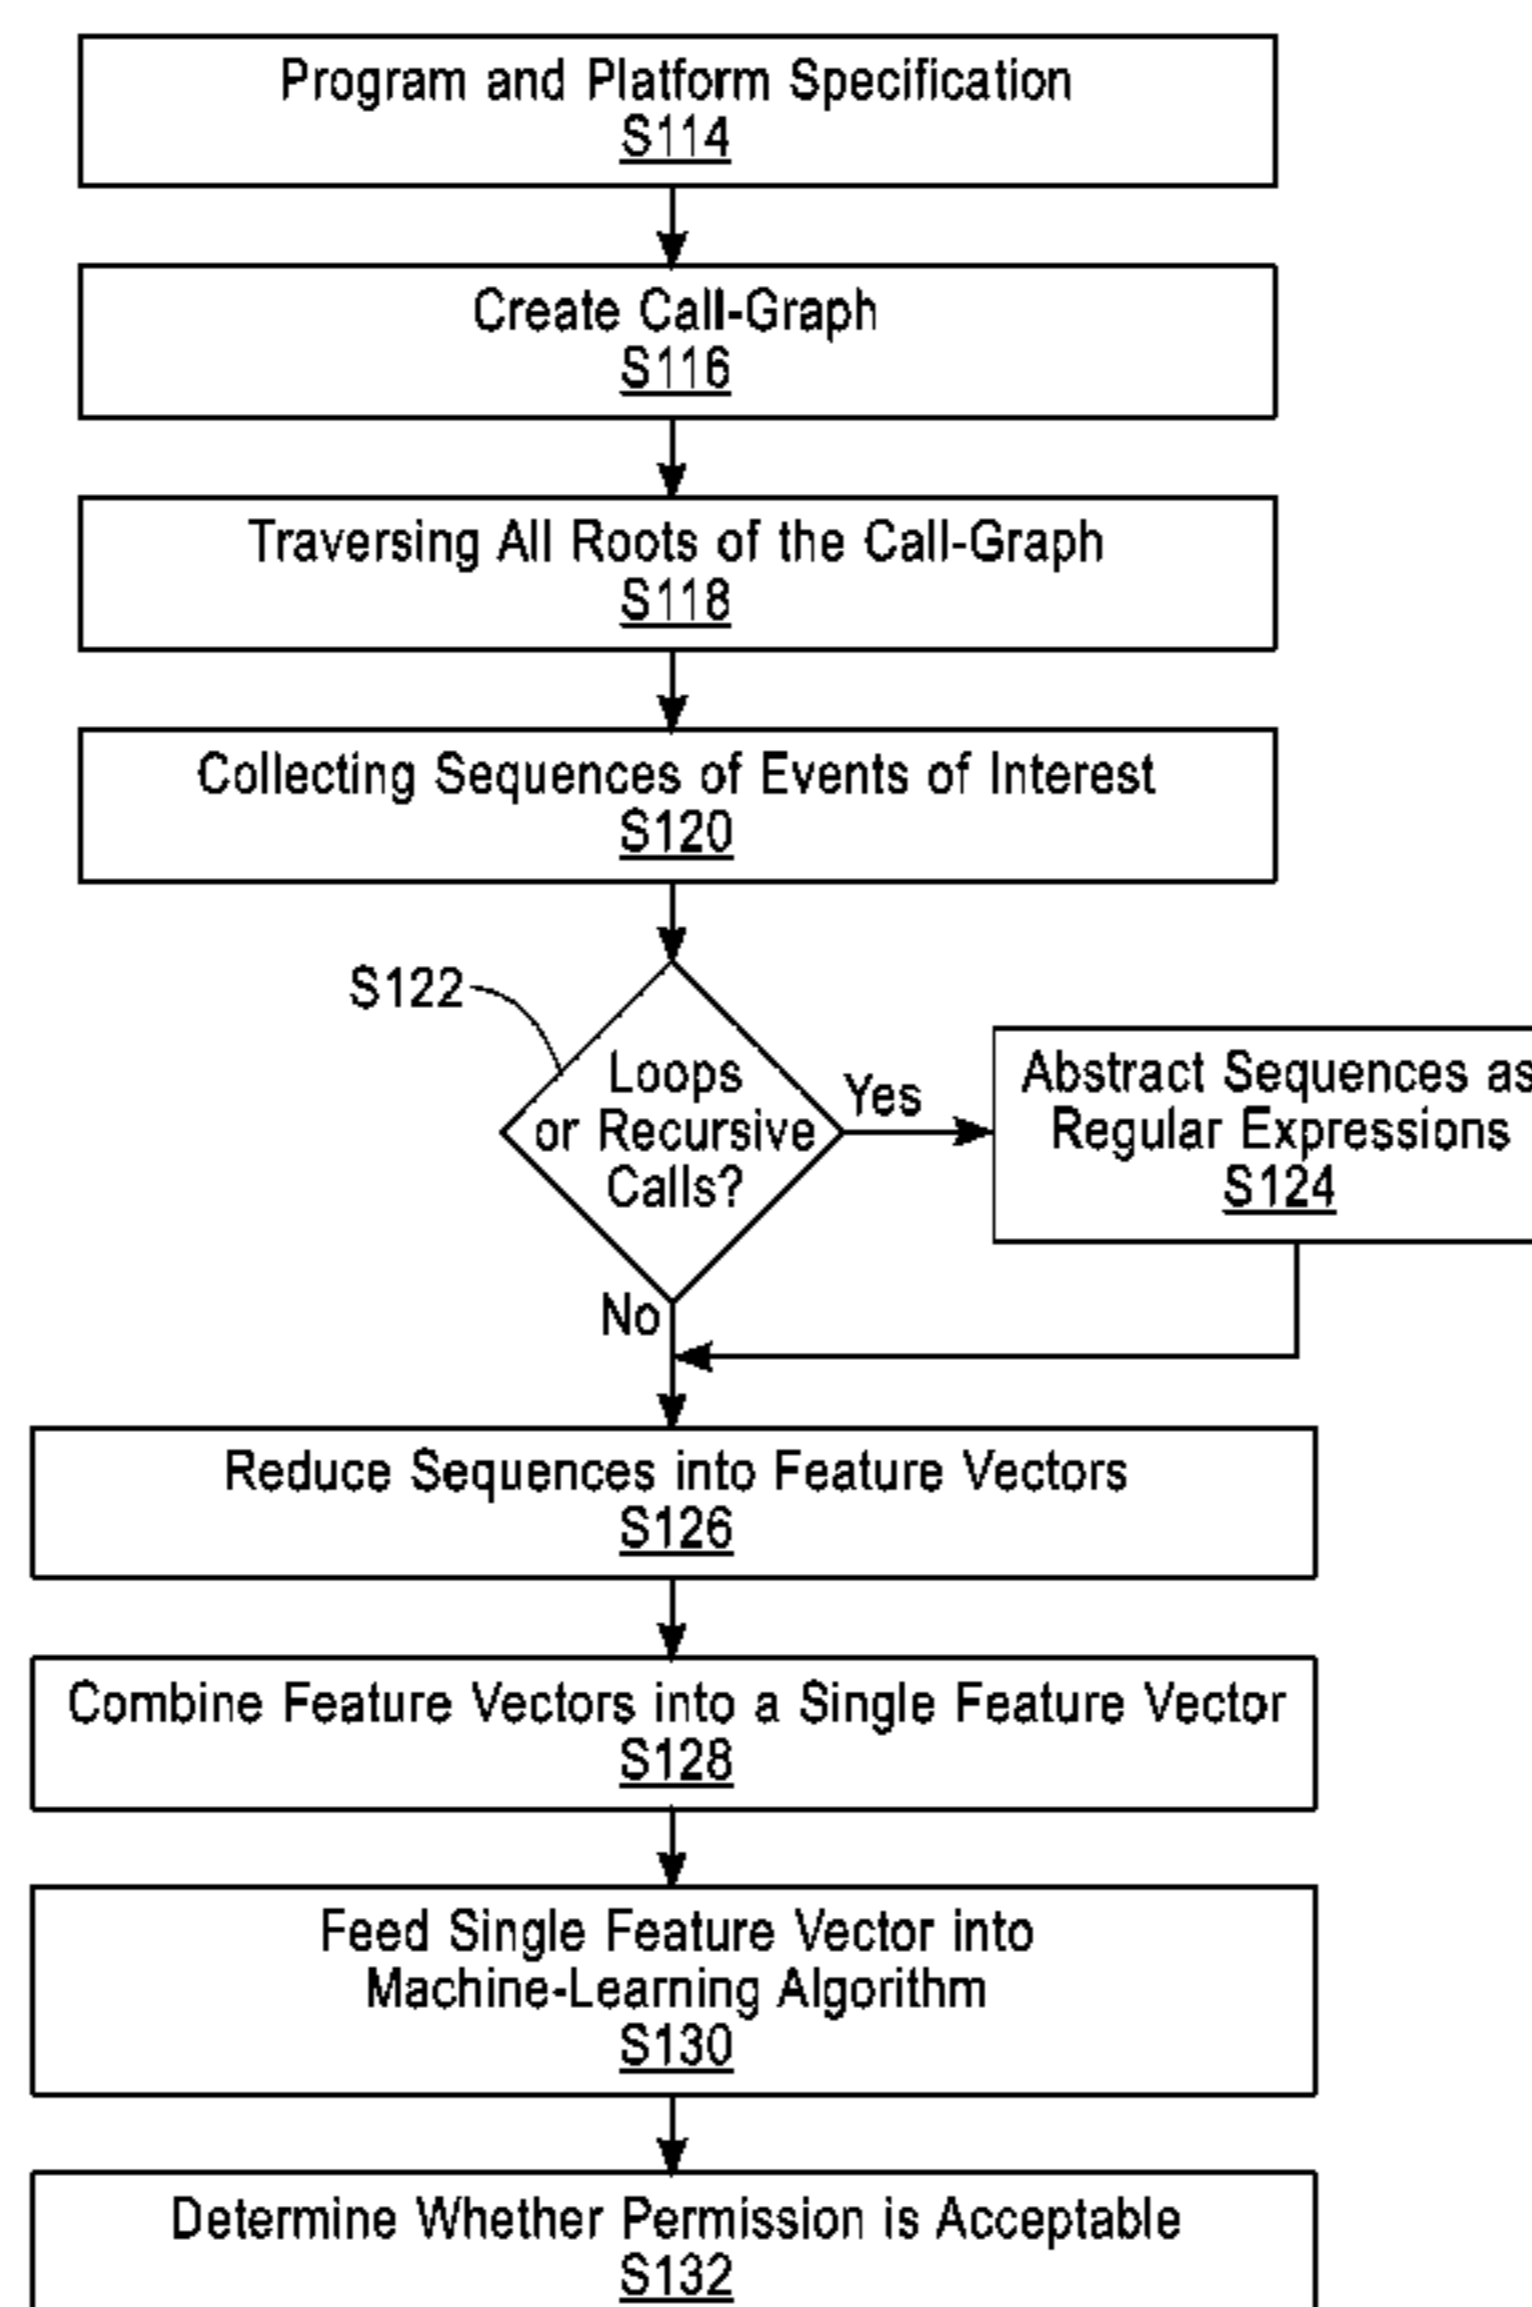 Program and Platform Specification
S114
Create Call-Graph
S116
Traversing All Roots of the Call-Graph
S118
Collecting Sequences of Events of Interest
S120
S122
Loops
or Recursive
Calls?
Yes
Abstract Sequences as
Regular Expressions
S124
No
Reduce Sequences into Feature Vectors
S126
Combine Feature Vectors into a Single Feature Vector
S128
Feed Single Feature Vector into
Machine-Learning Algorithm
S130
Determine Whether Permission is Acceptable
S132